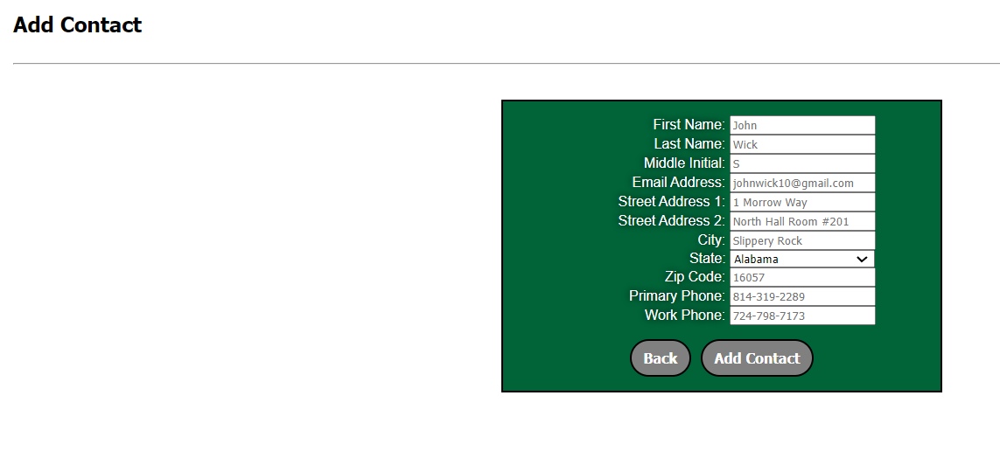 Add Contact
First Name: John
Last Name: Wick
Middle Initial: S
Email Address: johnwick10@gmail.com
Street Address 1: 1 Morrow Way
Street Address 2: North Hall Room #201
City: Slippery Rock
State: Alabama
Zip Code: 16057
Primary Phone: 814-319-2289
Work Phone: 724-798-7173
Back Add Contact